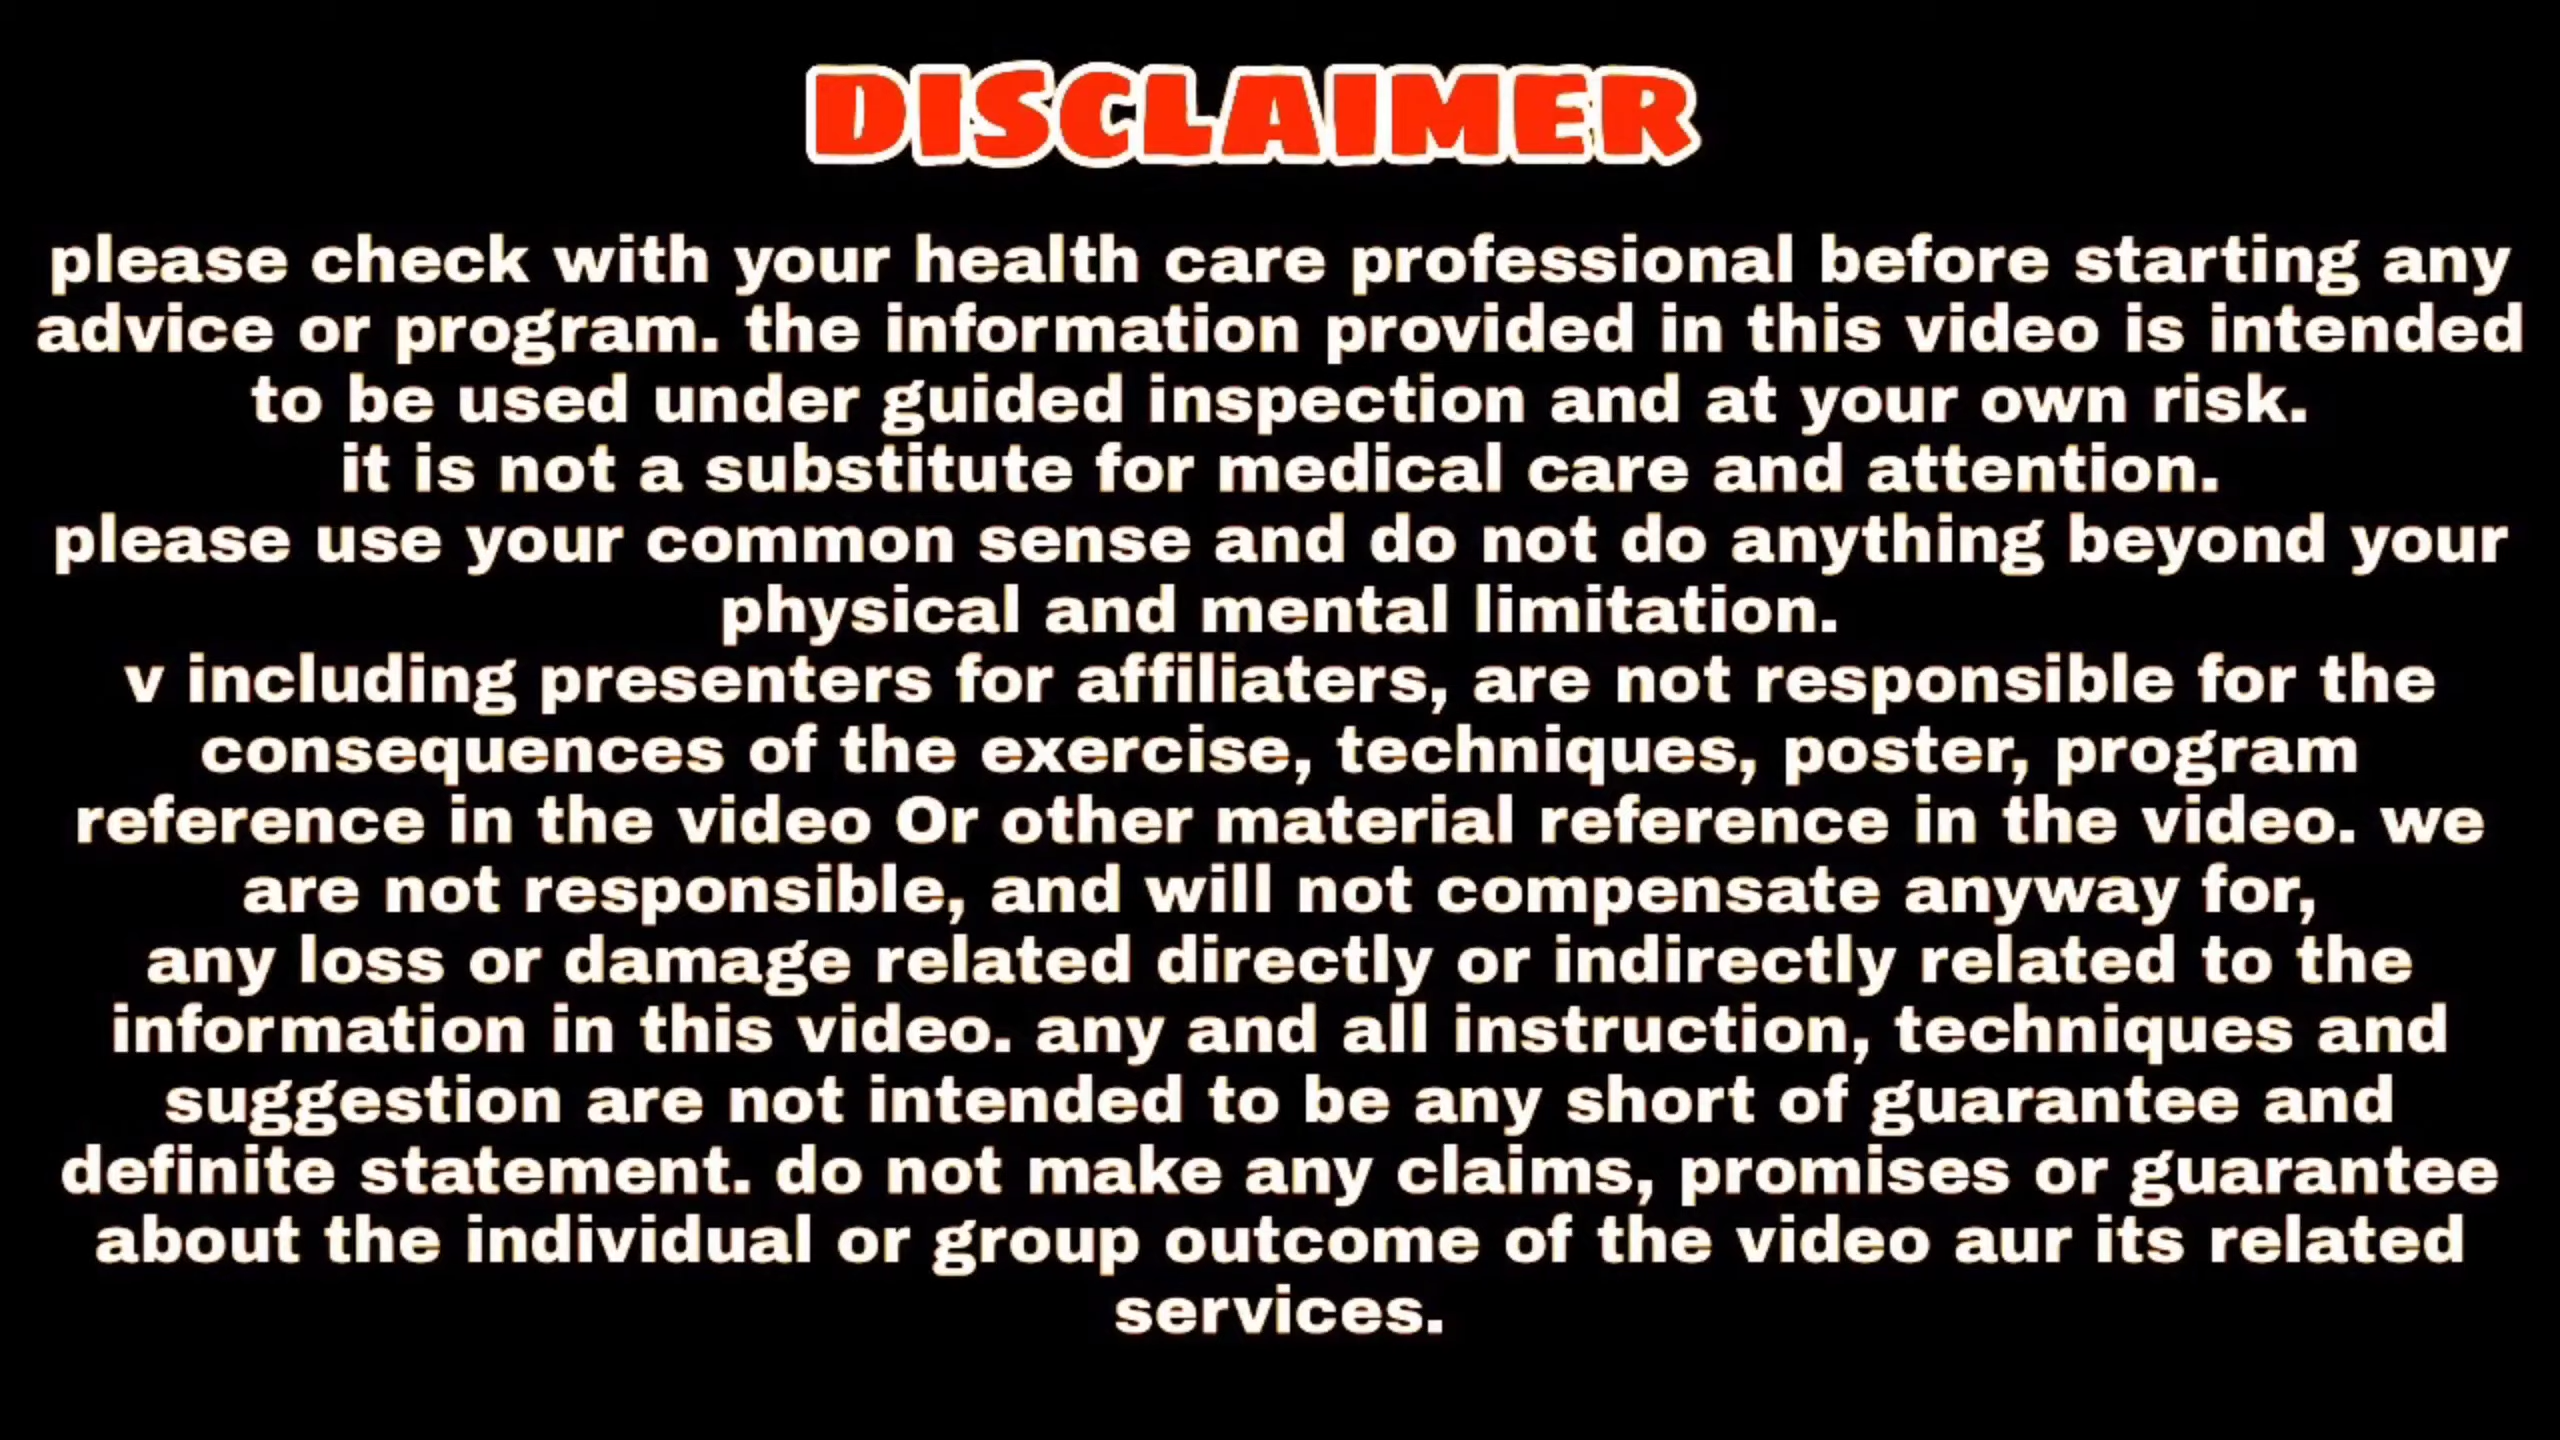 DISCLAIMER
please check with your health care professional before starting any
advice or program. the information provided in this video is intended
to be used under guided inspection and at your own risk.
it is not a substitute for medical care and attention.
please use your common sense and do not do anything beyond your
physical and mental limitation.
v including presenters for affiliaters, are not responsible for the
consequences of the exercise, techniques, poster, program
reference in the video Or other material reference in the video. we
are not responsible, and will not compensate anyway for,
any loss or damage related directly or indirectly related to the
information in this video. any and all instruction, techniques and
suggestion are not intended to be any short of guarantee and
definite statement. do not make any claims, promises or guarantee
about the individual or group outcome of the video aur its related
services.